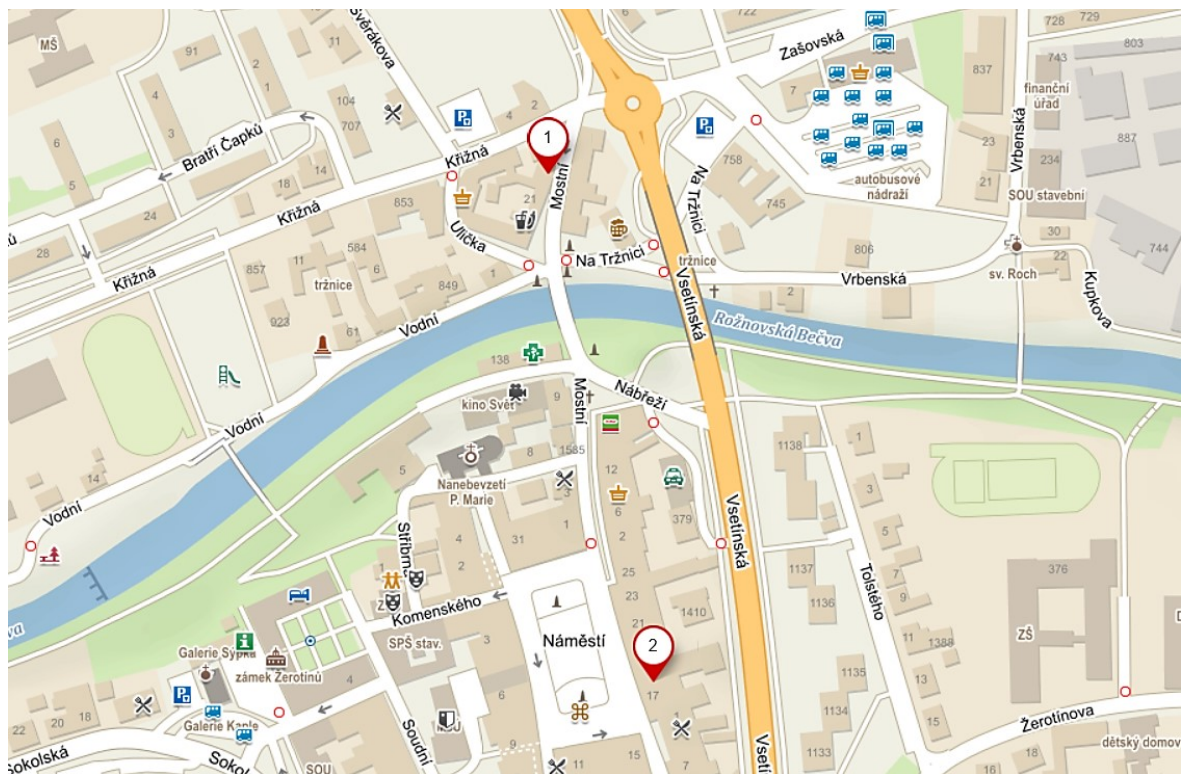 MŠ
91
4
3
2
1
Svěrákova
11
104
707
6
5
Bratří Čapků
24
28
14
18
Křižná
Křižná
Křižná
853
584
857
11
6
tržnice
923
61
849
1
Ulička
Vodní
Vodní
Vodní
14
P
2
4
1
21
Mostní
Na Tržnici
Na Tržnici
722
Zašovská
P
7
758
745
tržnice
Vsetínská
Vsetínská
autobusové
nádraží
837
23
21
806
2
Vrbenská
Vrbenská
728
729
743
803
finanční
úřad
887
234
SOU stavební
5
30
22
sv. Roch
744
Kupkova
Rožnovská Bečva
138
kino Svět
9
Mostní
Nábřeží
1585
8
5
Nanebevzetí
P. Marie
3
1
31
4
2
12
6
2
379
25
23
21
1410
Náměstí
2
17
15
7
11
9
6
3
Komenského
SPŠ stav.
Galerie Sýpka
zámek Žerotínů
4
Galerie Kaple
P
22
20
18
Sokolská
SOU
Soudní
1138
1
3
5
7
9
11
1388
13
15
1137
1136
1135
1134
1133
Tolstého
376
ZŠ
Žerotínova
dětský domov
16
18